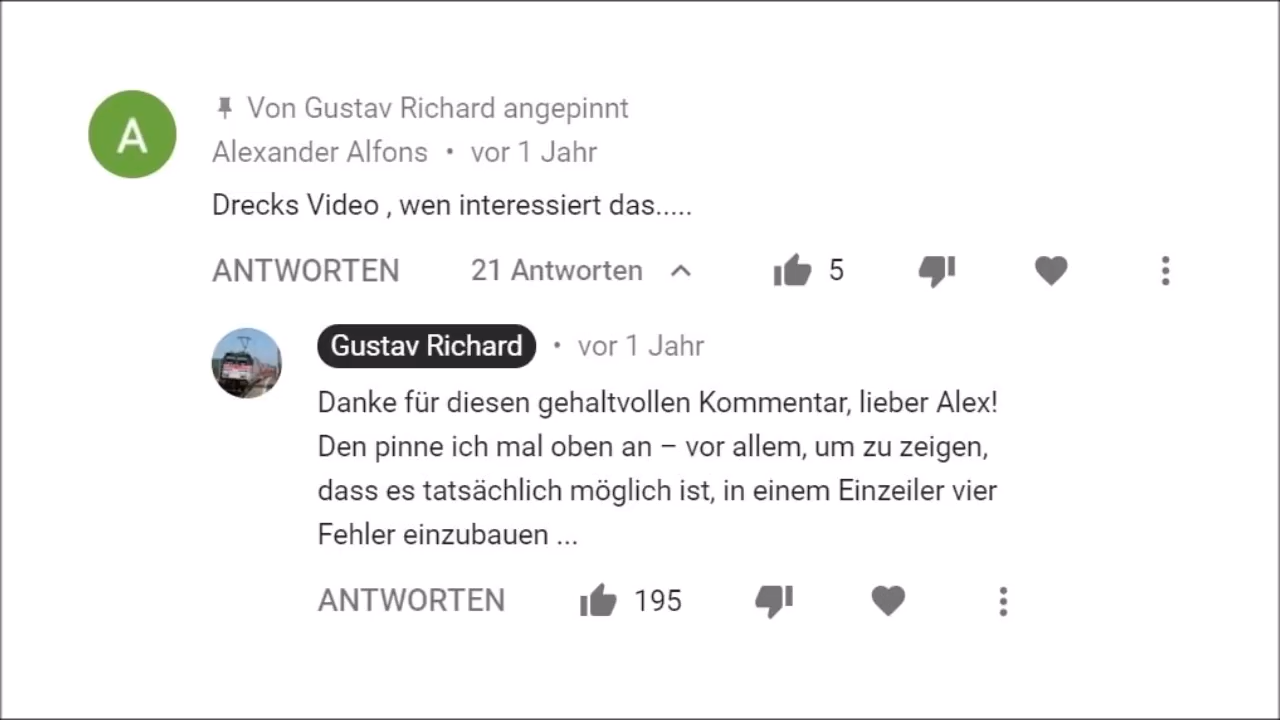 A
Von Gustav Richard angepinnt
Alexander Alfons • vor 1 Jahr
Drecks Video , wen interessiert das.....
ANTWORTEN 21 Antworten 5
Gustav Richard • vor 1 Jahr
Danke für diesen gehaltvollen Kommentar, lieber Alex!
Den pinne ich mal oben an – vor allem, um zu zeigen,
dass es tatsächlich möglich ist, in einem Einzeiler vier
Fehler einzubauen ...
ANTWORTEN 195